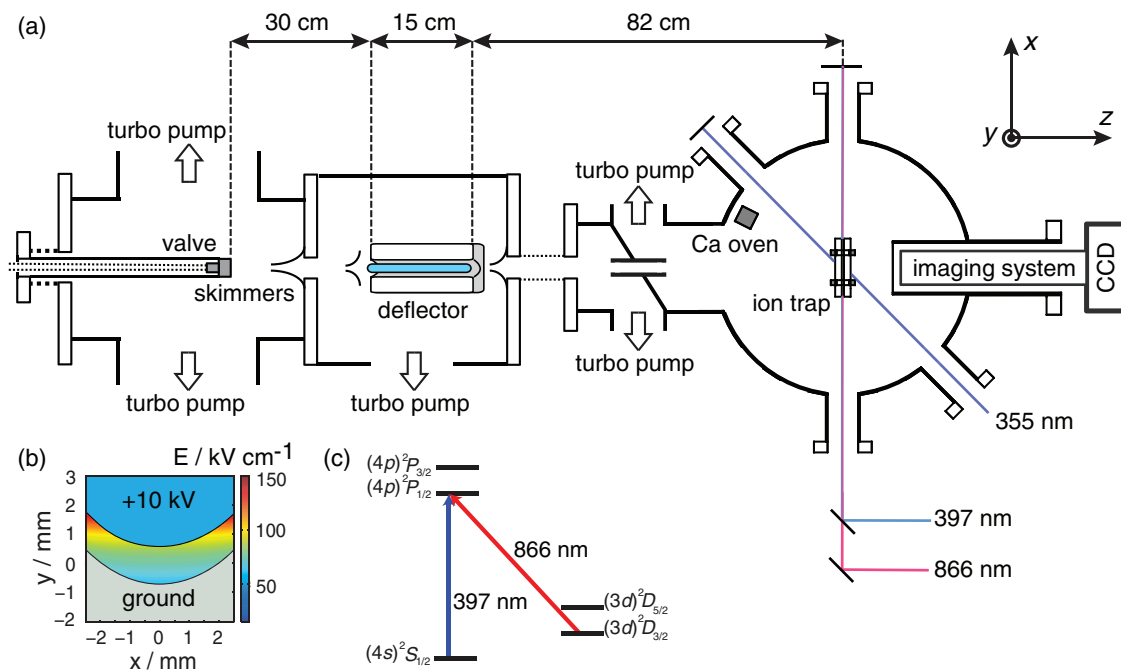 (a)
30 cm
15 cm
82 cm
x
z
y
turbo pump
valve
skimmers
turbo pump
deflector
turbo pump
turbo pump
Ca oven
ion trap
turbo pump
imaging system
CCD
355 nm
397 nm
866 nm
(b)
E / kV cm⁻¹
+10 kV
ground
3
2
1
0
−1
−2
y / mm
−2 −1 0 1 2
x / mm
150
100
50
(c)
(4p)²P₃/₂
(4p)²P₁/₂
866 nm
397 nm
(3d)²D₅/₂
(3d)²D₃/₂
(4s)²S₁/₂